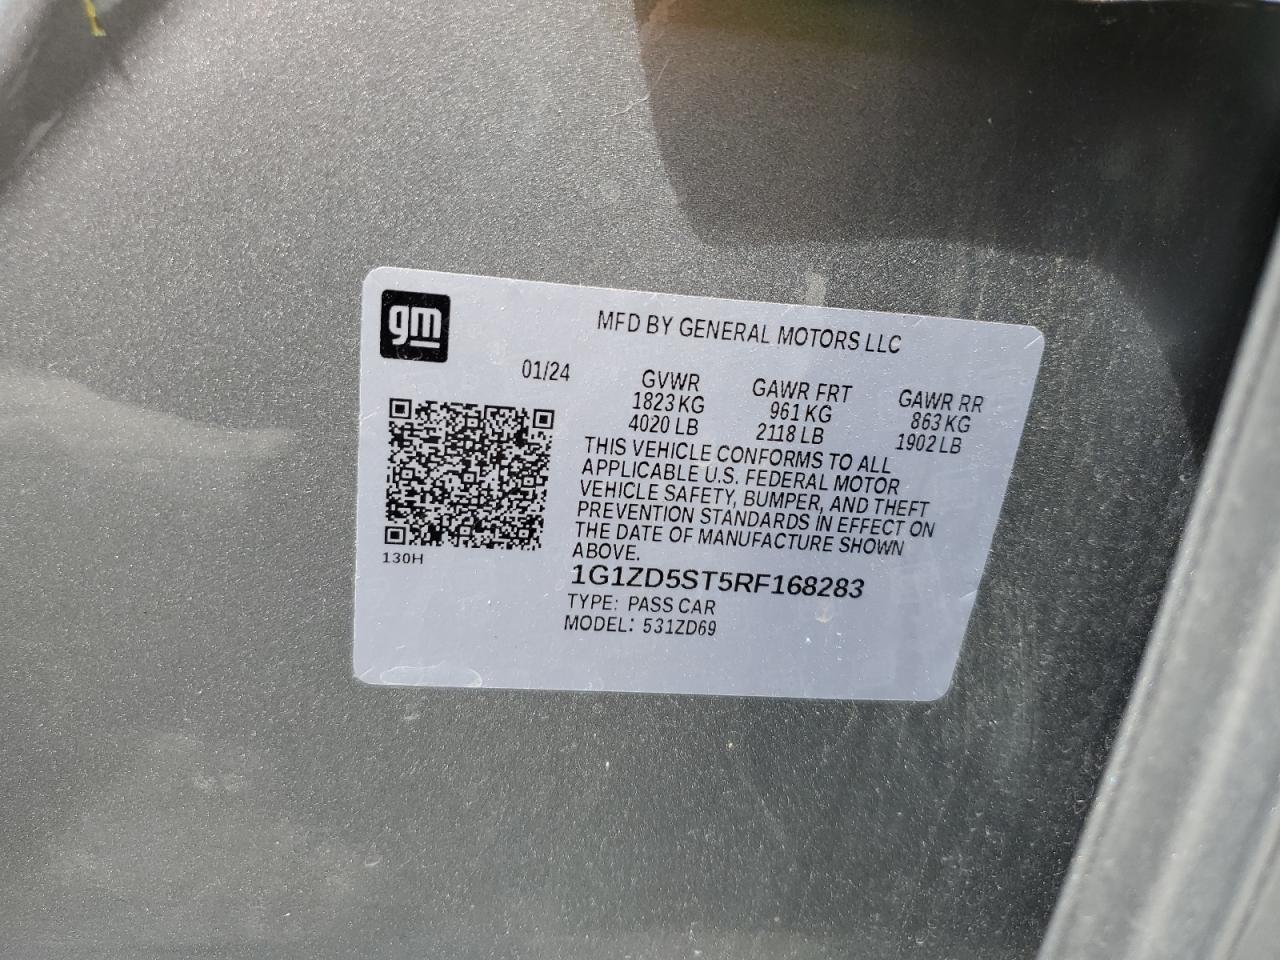 gm
MFD BY GENERAL MOTORS LLC
01/24
GVWR GAWR FRT GAWR RR
1823 KG 961 KG 863 KG
4020 LB 2118 LB 1902 LB
THIS VEHICLE CONFORMS TO ALL
APPLICABLE U.S. FEDERAL MOTOR
VEHICLE SAFETY, BUMPER, AND THEFT
PREVENTION STANDARDS IN EFFECT ON
THE DATE OF MANUFACTURE SHOWN
ABOVE.
130H
1G1ZD5ST5RF168283
TYPE: PASS CAR
MODEL: 531ZD69